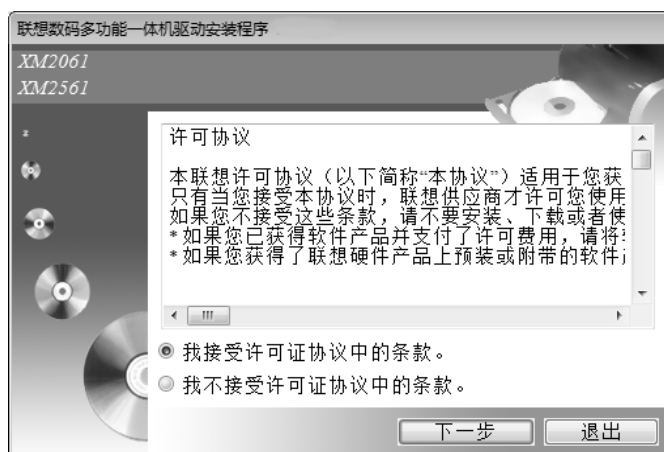 联想数码多功能一体机驱动安装程序
XM2061
XM2561
许可协议
本联想许可协议（以下简称“本协议”）适用于您获
只有当您接受本协议时，联想供应商才许可您使用
如果您不接受这些条款，请不要安装、下载或者使
*如果您已获得软件产品并支付了许可费用，请将
*如果您获得了联想硬件产品上预装或附带的软件
我接受许可证协议中的条款。
我不接受许可证协议中的条款。
下一步
退出